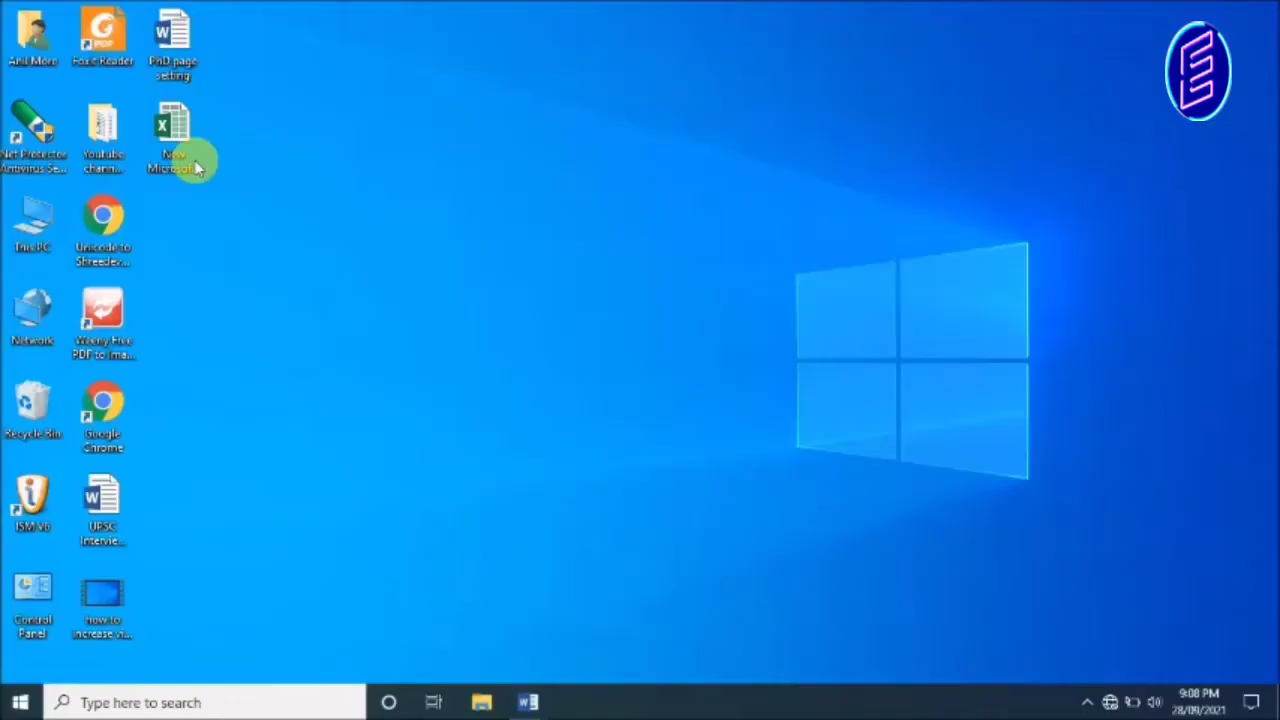 Anil More
Foxit Reader
PhD page
setting
Net Protector
Antivirus Se...
Youtube
chann...
New
Microsoft
This PC
Unicode to
Shreedev...
Network
Weeny Free
PDF to Ima...
Recycle Bin
Google
Chrome
ISM V6
UPSC
Intervie...
Control
Panel
How to
increase vi...
Type here to search
9:08 PM
28/09/2021